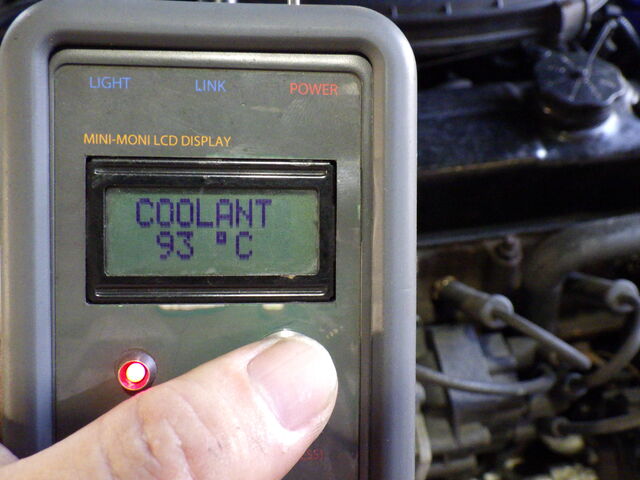 LIGHT LINK POWER
MINI-MONI LCD DISPLAY
COOLANT
93 °C